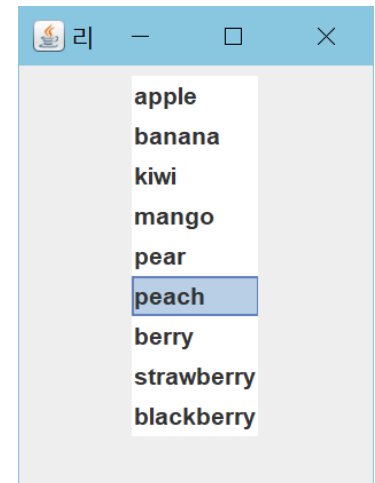 리
apple
banana
kiwi
mango
pear
peach
berry
strawberry
blackberry